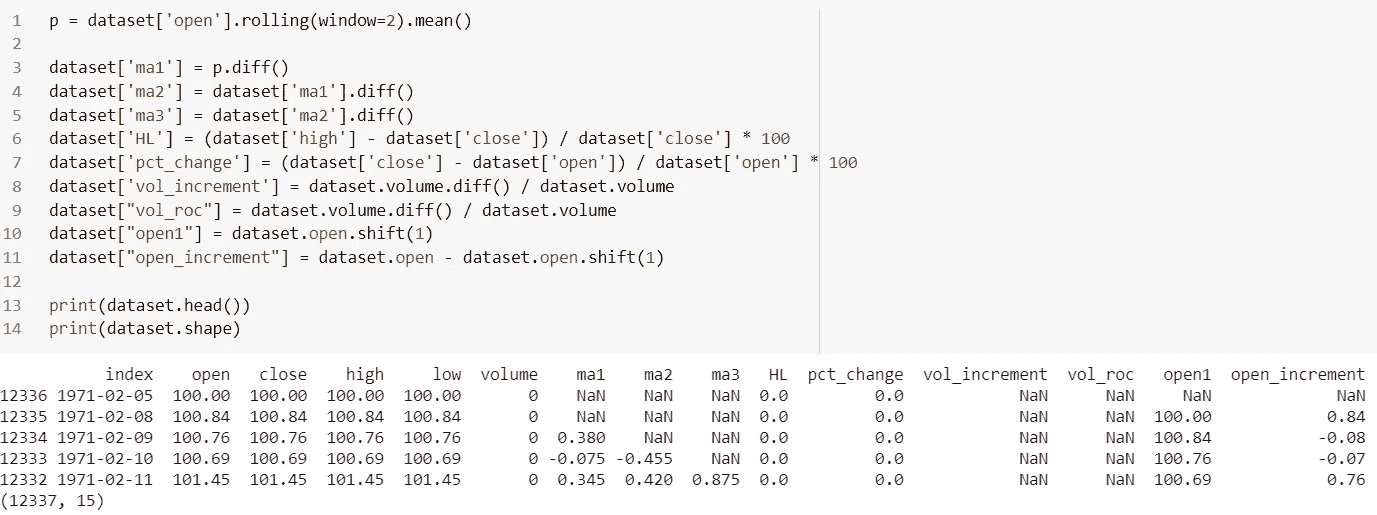 1 p = dataset['open'].rolling(window=2).mean()
2
3 dataset['ma1'] = p.diff()
4 dataset['ma2'] = dataset['ma1'].diff()
5 dataset['ma3'] = dataset['ma2'].diff()
6 dataset['HL'] = (dataset['high'] - dataset['close']) / dataset['close'] * 100
7 dataset['pct_change'] = (dataset['close'] - dataset['open']) / dataset['open'] * 100
8 dataset['vol_increment'] = dataset.volume.diff() / dataset.volume
9 dataset["vol_roc"] = dataset.volume.diff() / dataset.volume
10 dataset["open1"] = dataset.open.shift(1)
11 dataset["open_increment"] = dataset.open - dataset.open.shift(1)
12
13 print(dataset.head())
14 print(dataset.shape)
index open close high low volume ma1 ma2 ma3 HL pct_change vol_increment vol_roc open1 open_increment
12336 1971-02-05 100.00 100.00 100.00 100.00 0 NaN NaN NaN 0.0 0.0 NaN NaN NaN NaN
12335 1971-02-08 100.84 100.84 100.84 100.84 0 NaN NaN NaN 0.0 0.0 NaN NaN 100.00 0.84
12334 1971-02-09 100.76 100.76 100.76 100.76 0 0.380 NaN NaN 0.0 0.0 NaN NaN 100.84 -0.08
12333 1971-02-10 100.69 100.69 100.69 100.69 0 -0.075 -0.455 NaN 0.0 0.0 NaN NaN 100.76 -0.07
12332 1971-02-11 101.45 101.45 101.45 101.45 0 0.345 0.420 0.875 0.0 0.0 NaN NaN 100.69 0.76
(12337, 15)